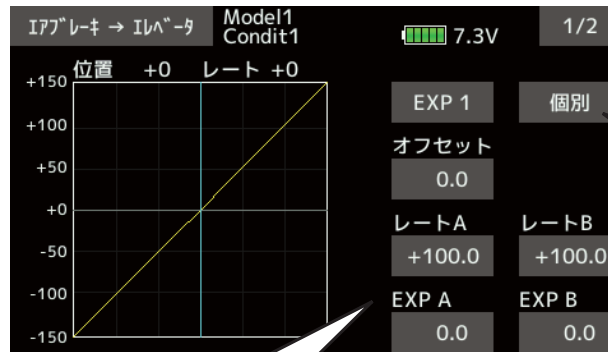 ｴｱﾌﾞﾚｰｷ → ｴﾚﾍﾞｰﾀ
Model1
Condit1
7.3V
1/2
位置 +0 レート +0
+150
+100
+50
+0
-50
-100
-150
EXP 1
個別
オフセット
0.0
レートA レートB
+100.0 +100.0
EXP A EXP B
0.0 0.0